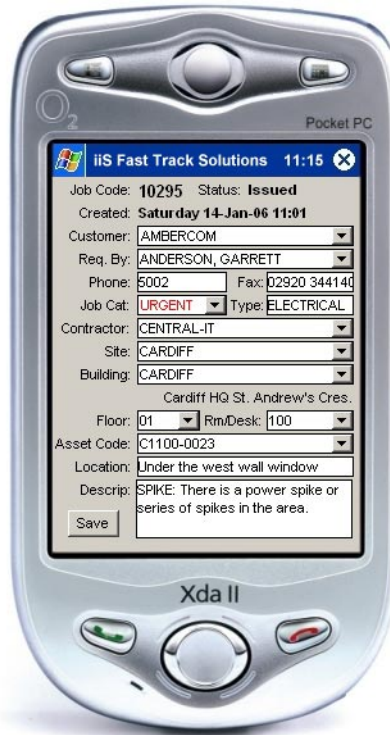 O2
Pocket PC
iiS Fast Track Solutions 11:15
Job Code: 10295 Status: Issued
Created: Saturday 14-Jan-06 11:01
Customer: AMBERCOM
Req. By: ANDERSON, GARRETT
Phone: 5002 Fax: 02920 344140
Job Cat: URGENT Type: ELECTRICAL
Contractor: CENTRAL-IT
Site: CARDIFF
Building: CARDIFF
Cardiff HQ St. Andrew's Cres.
Floor: 01 Rm/Desk: 100
Asset Code: C1100-0023
Location: Under the west wall window
Descrip: SPIKE: There is a power spike or
series of spikes in the area.
Save
Xda II